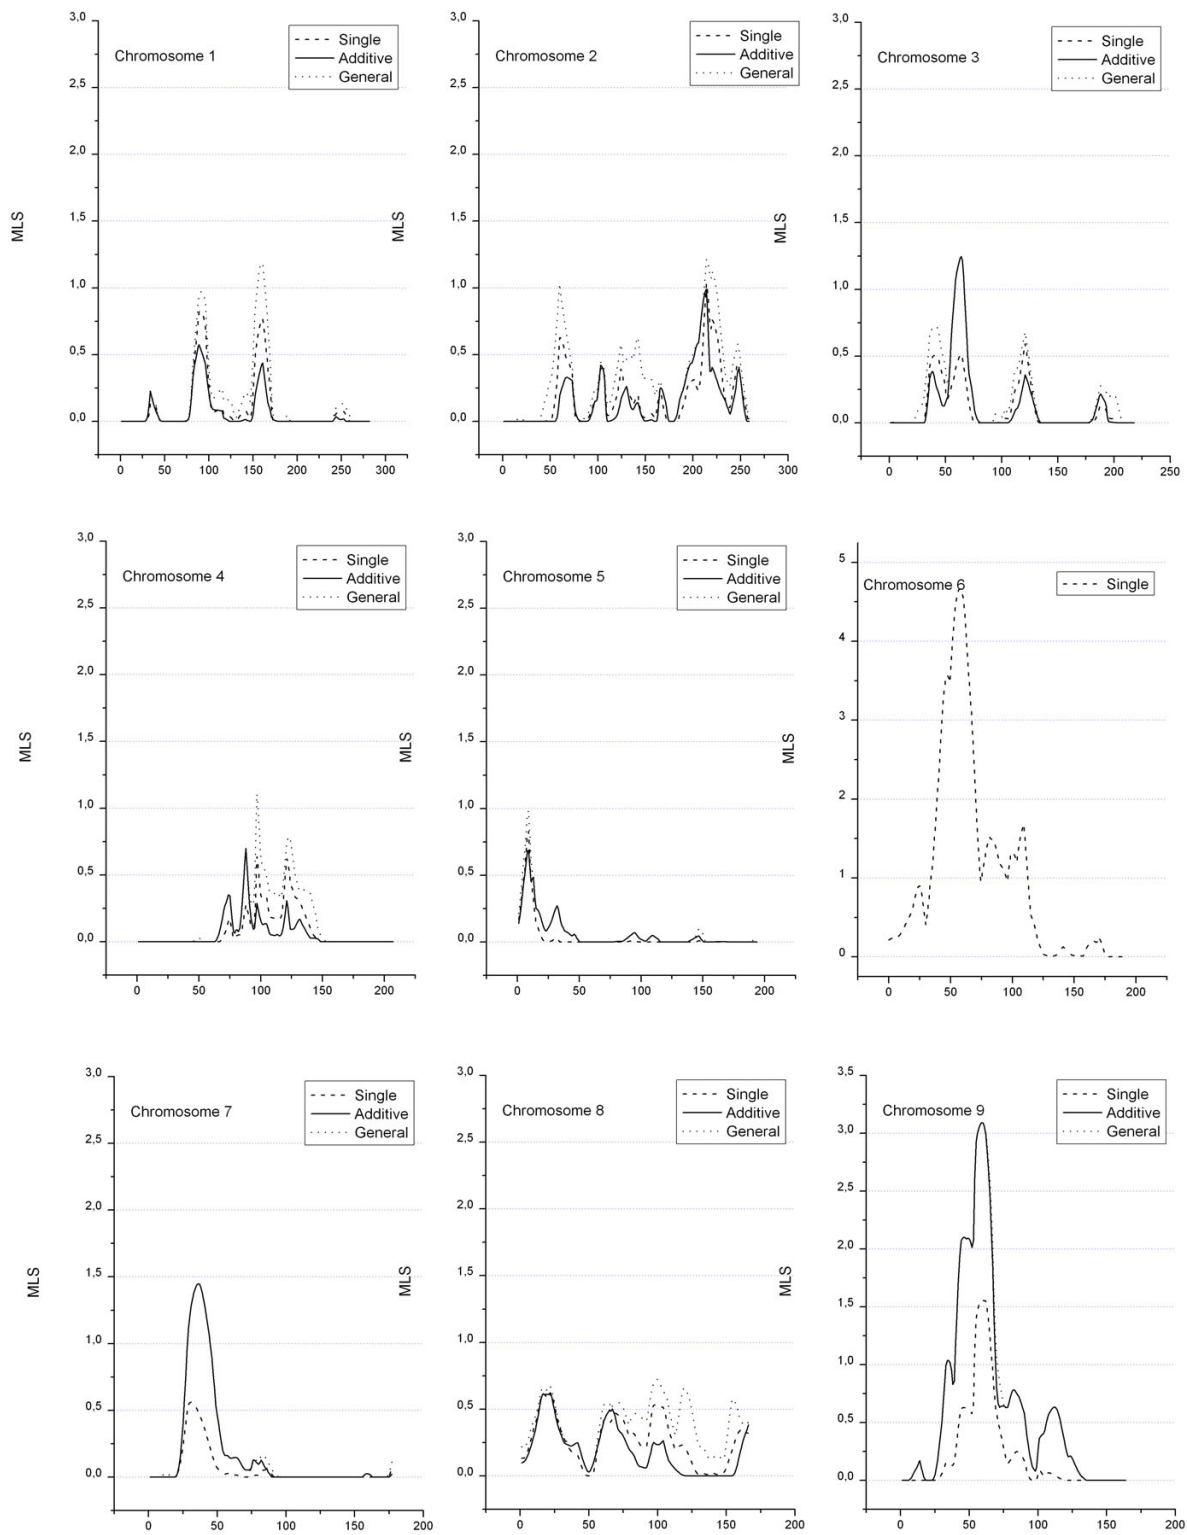 Chromosome 1
Single
Additive
General
MLS
3,0
2,5
2,0
1,5
1,0
0,5
0,0
0 50 100 150 200 250 300
Chromosome 2
Single
Additive
General
MLS
3,0
2,5
2,0
1,5
1,0
0,5
0,0
0 50 100 150 200 250 300
Chromosome 3
Single
Additive
General
MLS
3,0
2,5
2,0
1,5
1,0
0,5
0,0
0 50 100 150 200 250
Chromosome 4
Single
Additive
General
MLS
3,0
2,5
2,0
1,5
1,0
0,5
0,0
0 50 100 150 200
Chromosome 5
Single
Additive
General
MLS
3,0
2,5
2,0
1,5
1,0
0,5
0,0
0 50 100 150 200
Chromosome 6
Single
MLS
5
4
3
2
1
0
0 50 100 150 200
Chromosome 7
Single
Additive
General
MLS
3,0
2,5
2,0
1,5
1,0
0,5
0,0
0 50 100 150 200
Chromosome 8
Single
Additive
General
MLS
3,0
2,5
2,0
1,5
1,0
0,5
0,0
0 50 100 150 200
Chromosome 9
Single
Additive
General
3,5
3,0
2,5
2,0
1,5
1,0
0,5
0,0
0 50 100 150 200